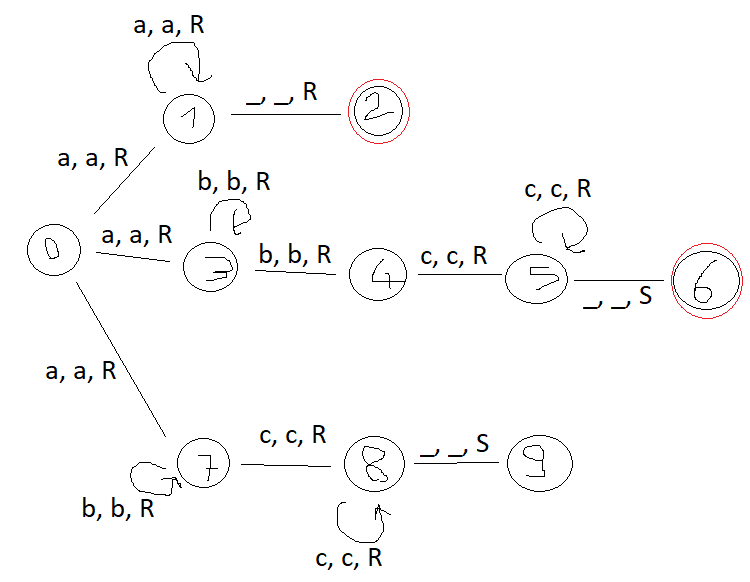 a, a, R
_, _, R
1
2
a, a, R
b, b, R
c, c, R
0
a, a, R
3
b, b, R
4
c, c, R
5
_, _, S
6
a, a, R
7
c, c, R
8
_, _, S
9
b, b, R
c, c, R